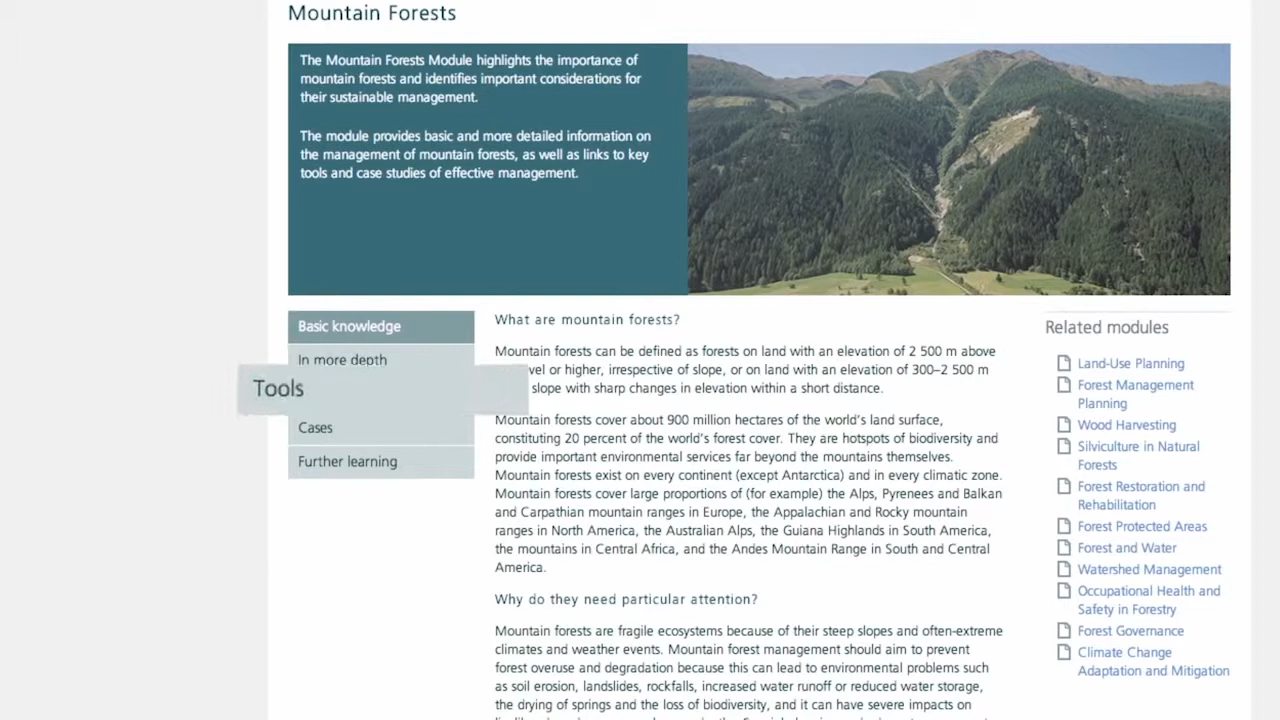 Mountain Forests
The Mountain Forests Module highlights the importance of
mountain forests and identifies important considerations for
their sustainable management.
The module provides basic and more detailed information on
the management of mountain forests, as well as links to key
tools and case studies of effective management.
Basic knowledge
In more depth
Tools
Cases
Further learning
What are mountain forests?
Mountain forests can be defined as forests on land with an elevation of 2 500 m above
level or higher, irrespective of slope, or on land with an elevation of 300–2 500 m
slope with sharp changes in elevation within a short distance.
Mountain forests cover about 900 million hectares of the world's land surface,
constituting 20 percent of the world's forest cover. They are hotspots of biodiversity and
provide important environmental services far beyond the mountains themselves.
Mountain forests exist on every continent (except Antarctica) and in every climatic zone.
Mountain forests cover large proportions of (for example) the Alps, Pyrenees and Balkan
and Carpathian mountain ranges in Europe, the Appalachian and Rocky mountain
ranges in North America, the Australian Alps, the Guiana Highlands in South America,
the mountains in Central Africa, and the Andes Mountain Range in South and Central
America.
Why do they need particular attention?
Mountain forests are fragile ecosystems because of their steep slopes and often-extreme
climates and weather events. Mountain forest management should aim to prevent
forest overuse and degradation because this can lead to environmental problems such
as soil erosion, landslides, rockfalls, increased water runoff or reduced water storage,
the drying of springs and the loss of biodiversity, and it can have severe impacts on
Related modules
Land-Use Planning
Forest Management
Planning
Wood Harvesting
Silviculture in Natural
Forests
Forest Restoration and
Rehabilitation
Forest Protected Areas
Forest and Water
Watershed Management
Occupational Health and
Safety in Forestry
Forest Governance
Climate Change
Adaptation and Mitigation